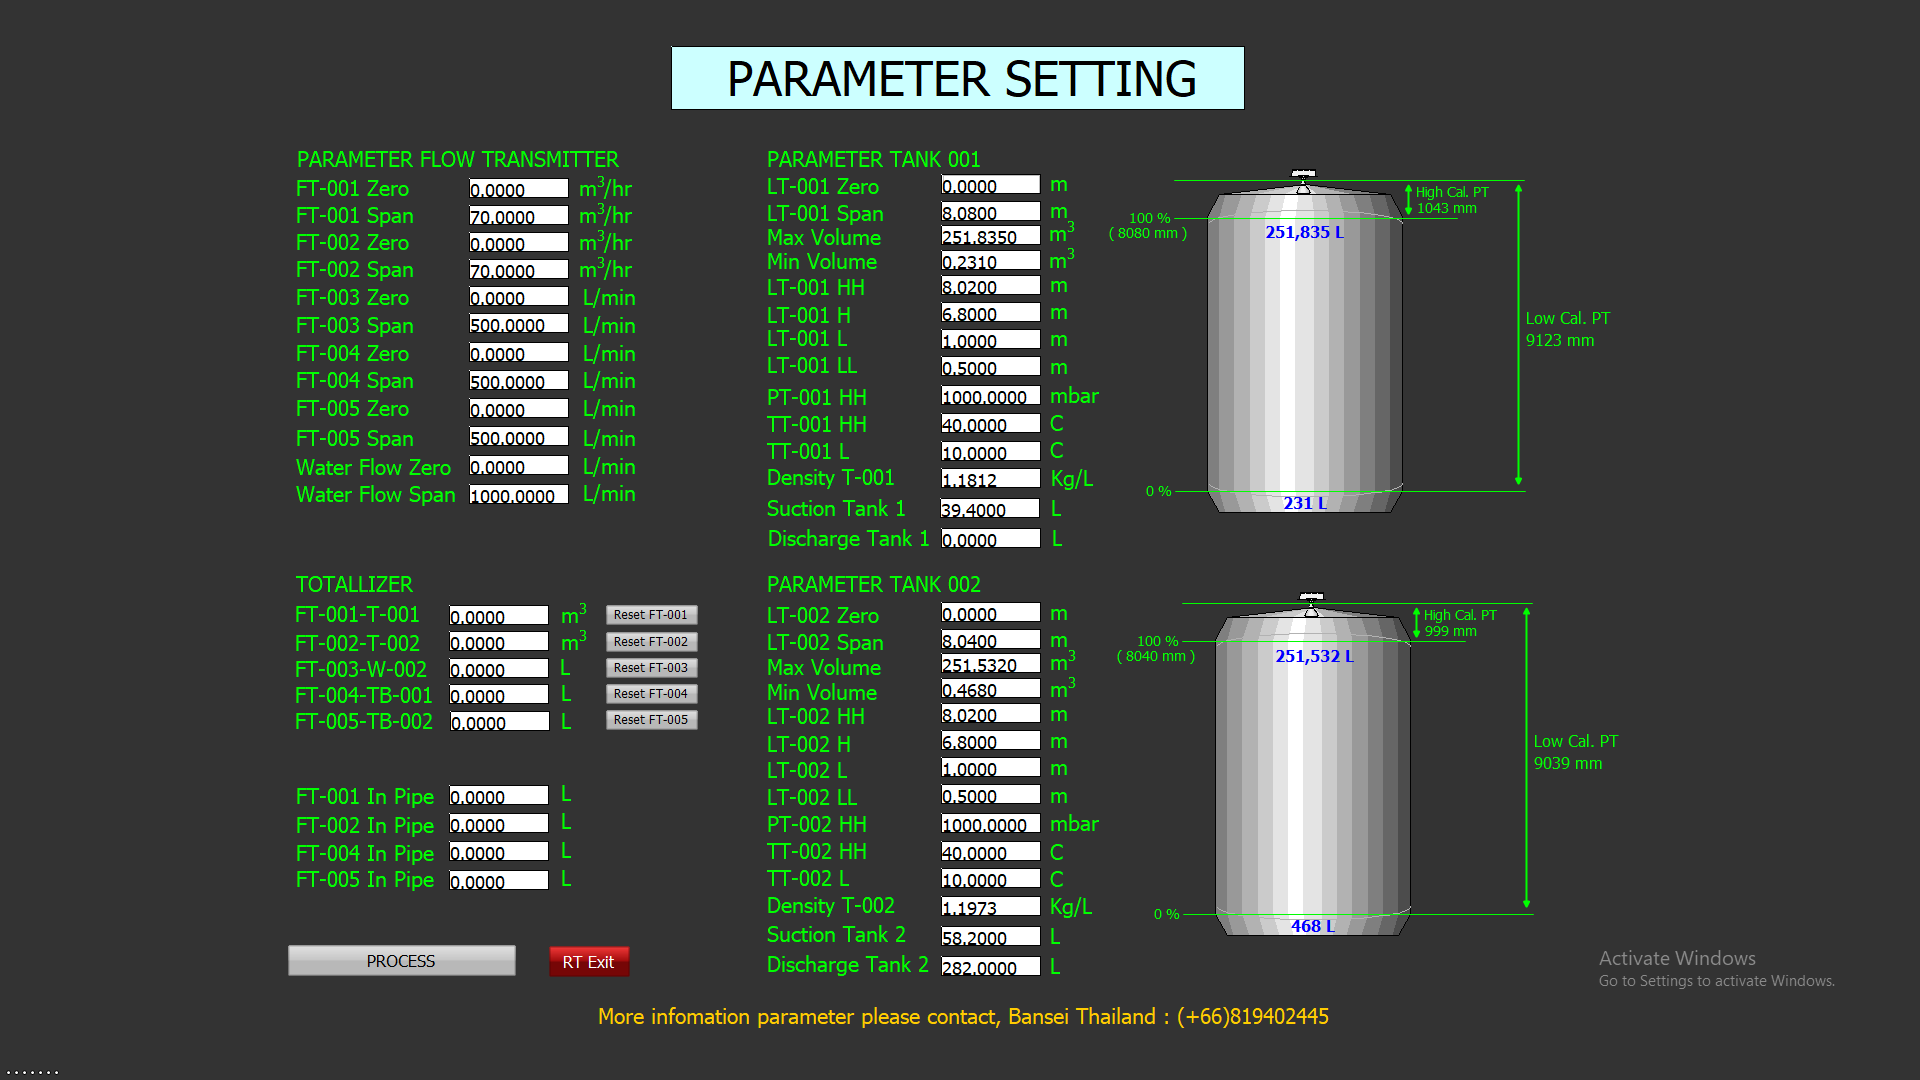 PARAMETER SETTING
PARAMETER FLOW TRANSMITTER
FT-001 Zero 0.0000 m³/hr
FT-001 Span 70.0000 m³/hr
FT-002 Zero 0.0000 m³/hr
FT-002 Span 70.0000 m³/hr
FT-003 Zero 0.0000 L/min
FT-003 Span 500.0000 L/min
FT-004 Zero 0.0000 L/min
FT-004 Span 500.0000 L/min
FT-005 Zero 0.0000 L/min
FT-005 Span 500.0000 L/min
Water Flow Zero 0.0000 L/min
Water Flow Span 1000.0000 L/min
TOTALLIZER
FT-001-T-001 0.0000 m³ Reset FT-001
FT-002-T-002 0.0000 m³ Reset FT-002
FT-003-W-002 0.0000 L Reset FT-003
FT-004-TB-001 0.0000 L Reset FT-004
FT-005-TB-002 0.0000 L Reset FT-005
FT-001 In Pipe 0.0000 L
FT-002 In Pipe 0.0000 L
FT-004 In Pipe 0.0000 L
FT-005 In Pipe 0.0000 L
PROCESS RT Exit
PARAMETER TANK 001
LT-001 Zero 0.0000 m
LT-001 Span 8.0800 m
Max Volume 251.8350 m³
Min Volume 0.2310 m³
LT-001 HH 8.0200 m
LT-001 H 6.8000 m
LT-001 L 1.0000 m
LT-001 LL 0.5000 m
PT-001 HH 1000.0000 mbar
TT-001 HH 40.0000 C
TT-001 L 10.0000 C
Density T-001 1.1812 Kg/L
Suction Tank 1 39.4000 L
Discharge Tank 1 0.0000 L
High Cal. PT
1043 mm
100 %
( 8080 mm )
251,835 L
Low Cal. PT
9123 mm
0 %
231 L
PARAMETER TANK 002
LT-002 Zero 0.0000 m
LT-002 Span 8.0400 m
Max Volume 251.5320 m³
Min Volume 0.4680 m³
LT-002 HH 8.0200 m
LT-002 H 6.8000 m
LT-002 L 1.0000 m
LT-002 LL 0.5000 m
PT-002 HH 1000.0000 mbar
TT-002 HH 40.0000 C
TT-002 L 10.0000 C
Density T-002 1.1973 Kg/L
Suction Tank 2 58.2000 L
Discharge Tank 2 282.0000 L
High Cal. PT
999 mm
100 %
( 8040 mm )
251,532 L
Low Cal. PT
9039 mm
0 %
468 L
Activate Windows
Go to Settings to activate Windows.
More infomation parameter please contact, Bansei Thailand : (+66)819402445